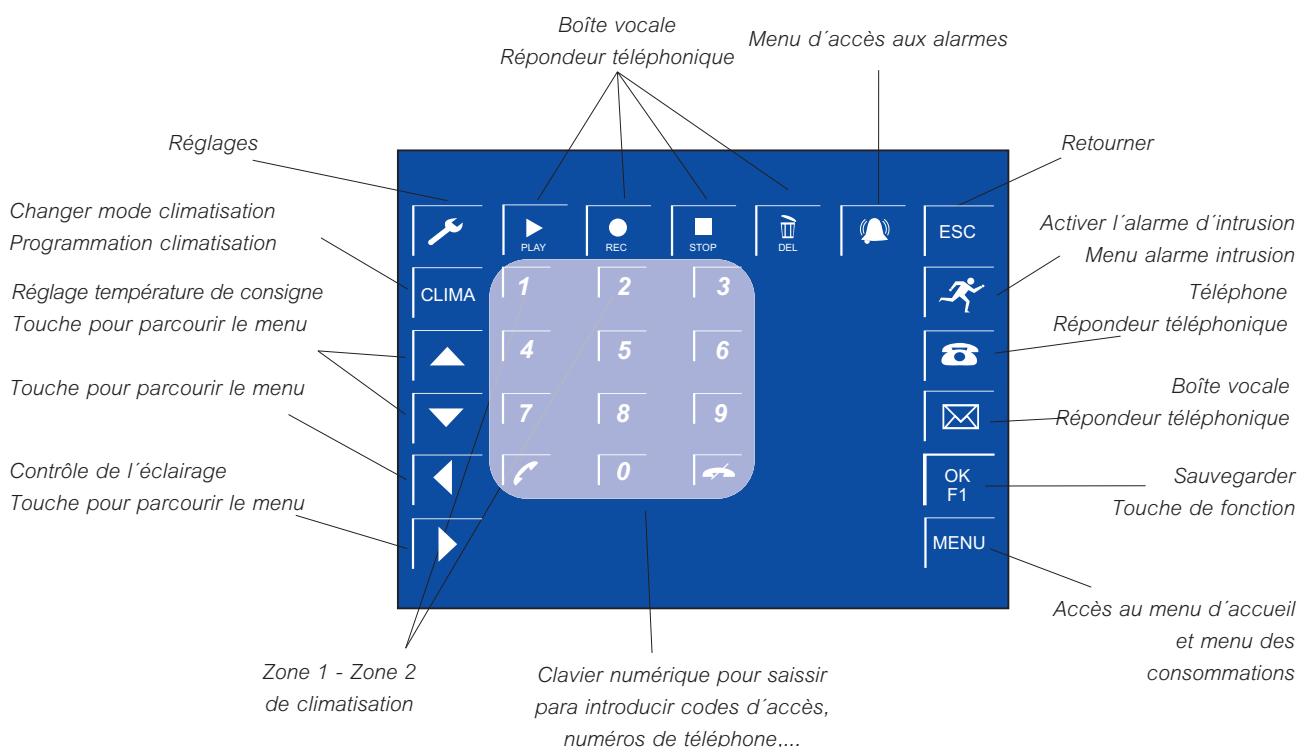 Boîte vocale
Répondeur téléphonique
Menu d´accès aux alarmes
Réglages
Retourner
Changer mode climatisation
Programmation climatisation
Activer l´alarme d´intrusion
Menu alarme intrusion
Réglage température de consigne
Touche pour parcourir le menu
Téléphone
Répondeur téléphonique
Touche pour parcourir le menu
Boîte vocale
Répondeur téléphonique
Contrôle de l´éclairage
Touche pour parcourir le menu
Sauvegarder
Touche de fonction
PLAY
REC
STOP
DEL
ESC
CLIMA
1
2
3
4
5
6
7
8
9
0
OK
F1
MENU
Accès au menu d´accueil
et menu des
consommations
Zone 1 - Zone 2
de climatisation
Clavier numérique pour saissir
para introducir codes d´accès,
numéros de téléphone,...